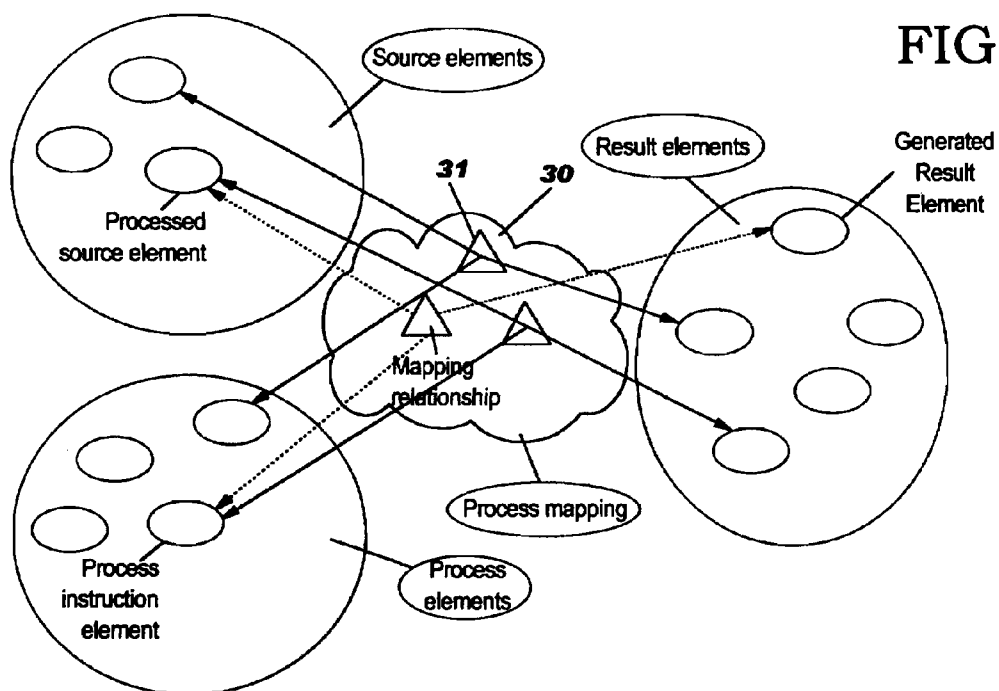 FIG
Source elements
Result elements
Generated
Result
Element
31
30
Processed
source element
Mapping
relationship
Process mapping
Process
instruction
element
Process
elements